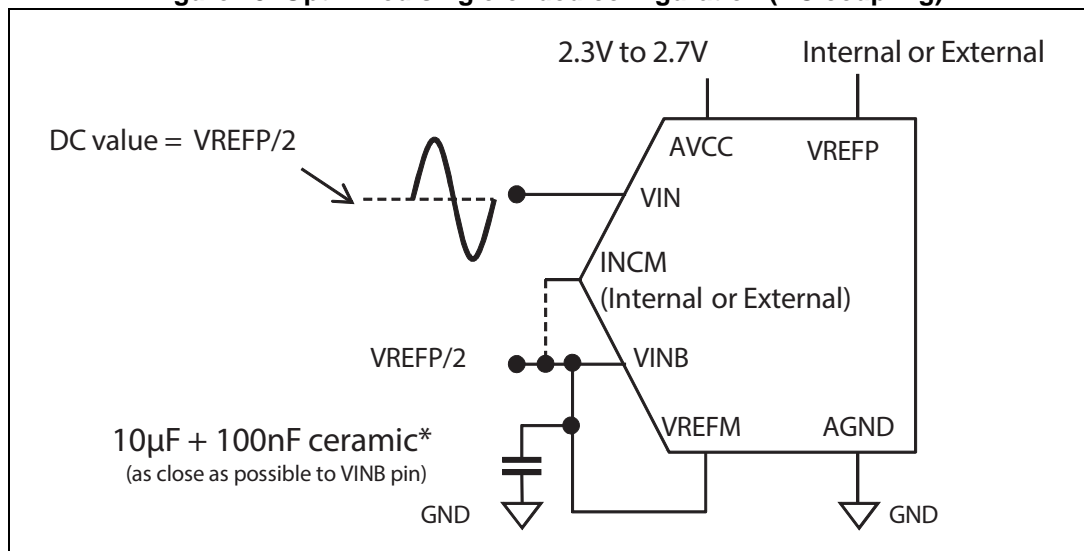 2.3V to 2.7V
Internal or External
DC value = VREFP/2
AVCC
VREFP
VIN
INCM
(Internal or External)
VREFP/2
VINB
10µF + 100nF ceramic*
(as close as possible to VINB pin)
VREFM
AGND
GND
GND